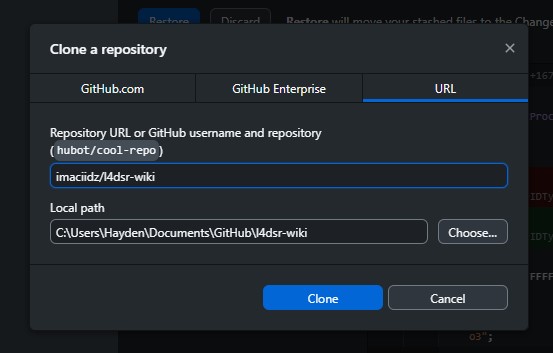 Restore
Discard
Restore will move your stashed files to the Change
Clone a repository
GitHub.com
GitHub Enterprise
URL
+167
Proc
Repository URL or GitHub username and repository
(hubot/cool-repo)
imaciidz/l4dsr-wiki
IDTy
Local path
C:\Users\Hayden\Documents\GitHub\l4dsr-wiki
Choose...
IDTy
FFFF
Clone
Cancel
o3";